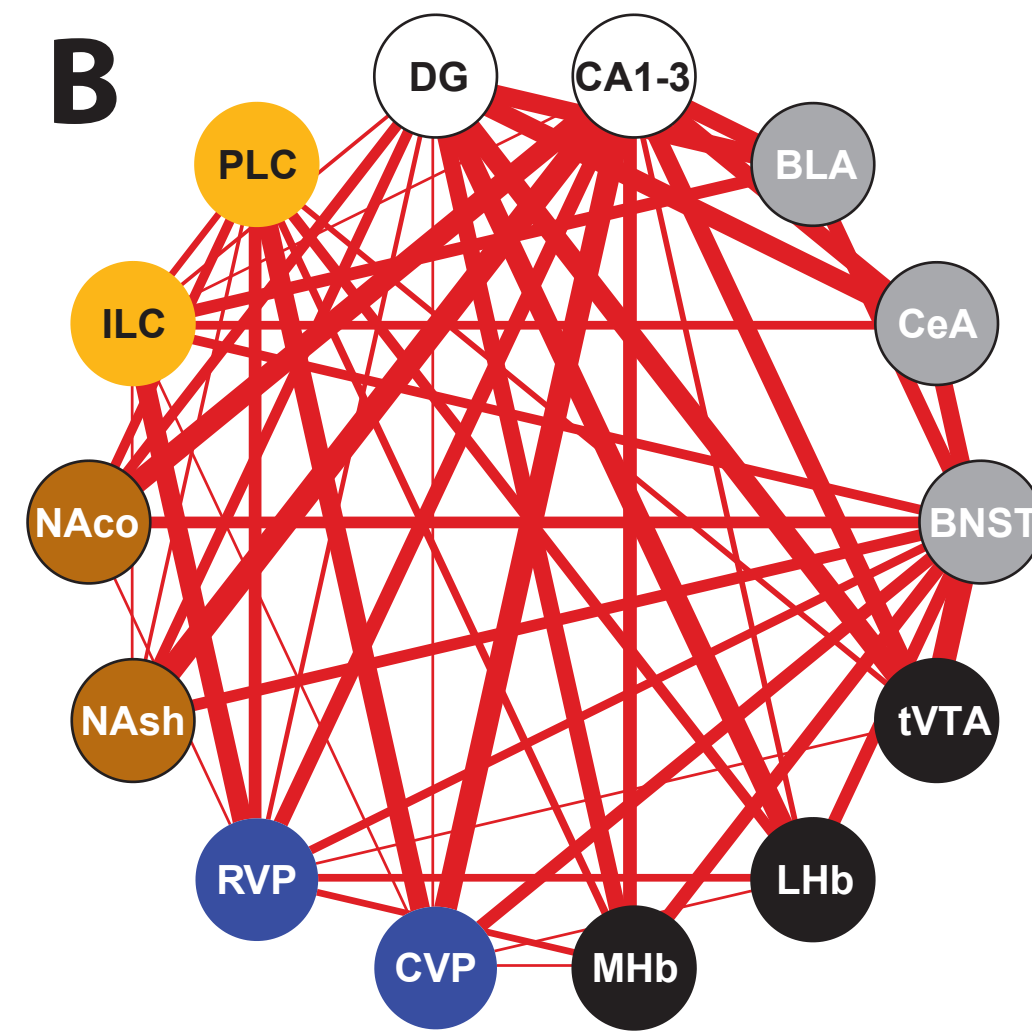 B
DG
CA1-3
PLC
BLA
ILC
CeA
NAco
BNST
NAsh
tVTA
RVP
LHb
CVP
MHb